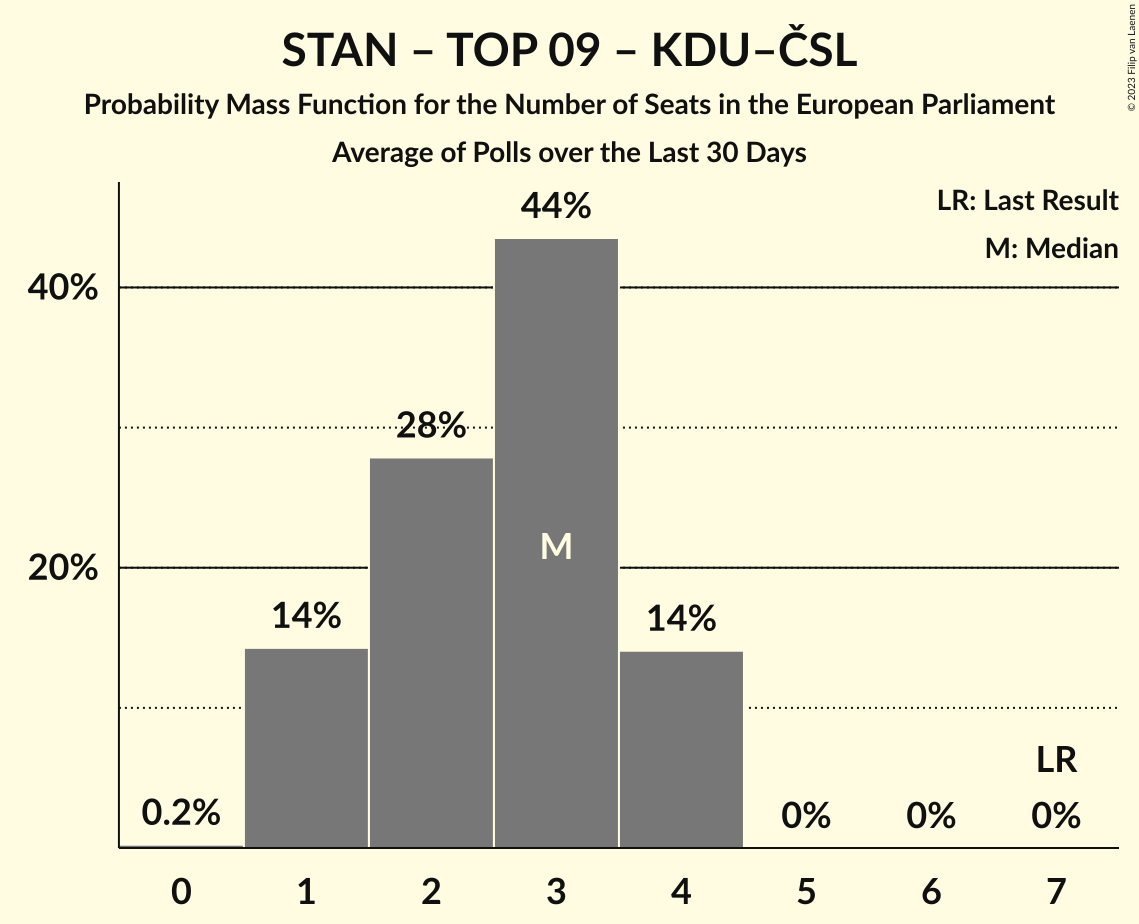 STAN – TOP 09 – KDU–ČSL
Probability Mass Function for the Number of Seats in the European Parliament
Average of Polls over the Last 30 Days
© 2023 Filip van Laenen
LR: Last Result
M: Median
44%
40%
28%
M
20%
14%
14%
LR
0.2%
0%
0%
0%
0 1 2 3 4 5 6 7